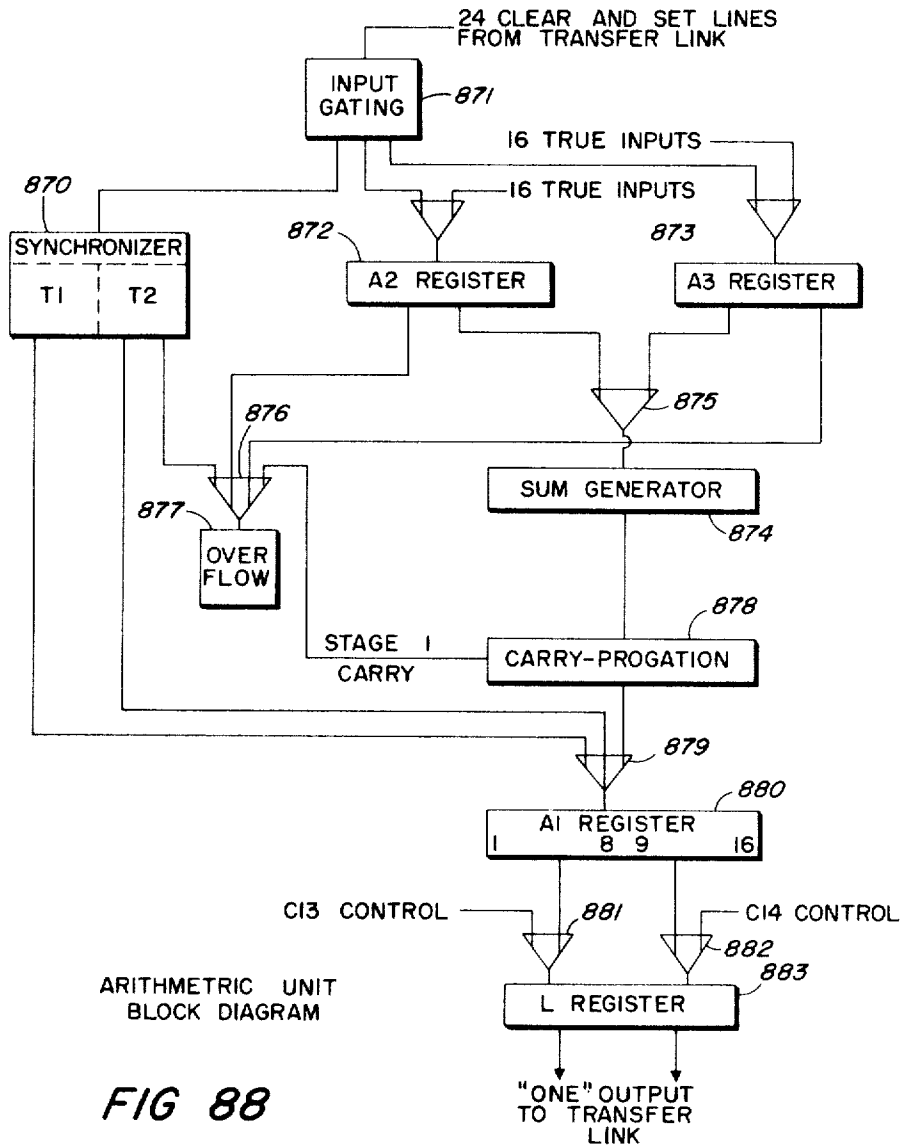 24 CLEAR AND SET LINES
FROM TRANSFER LINK
INPUT
GATING
871
16 TRUE INPUTS
870
16 TRUE INPUTS
SYNCHRONIZER
T1
T2
872
A2 REGISTER
873
A3 REGISTER
875
876
877
OVER
FLOW
SUM GENERATOR
874
878
STAGE 1
CARRY
CARRY-PROGATION
879
880
A1 REGISTER
1 8 9 16
C13 CONTROL
881
C14 CONTROL
882
883
L REGISTER
ARITHMETRIC UNIT
BLOCK DIAGRAM
FIG 88
"ONE" OUTPUT
TO TRANSFER
LINK